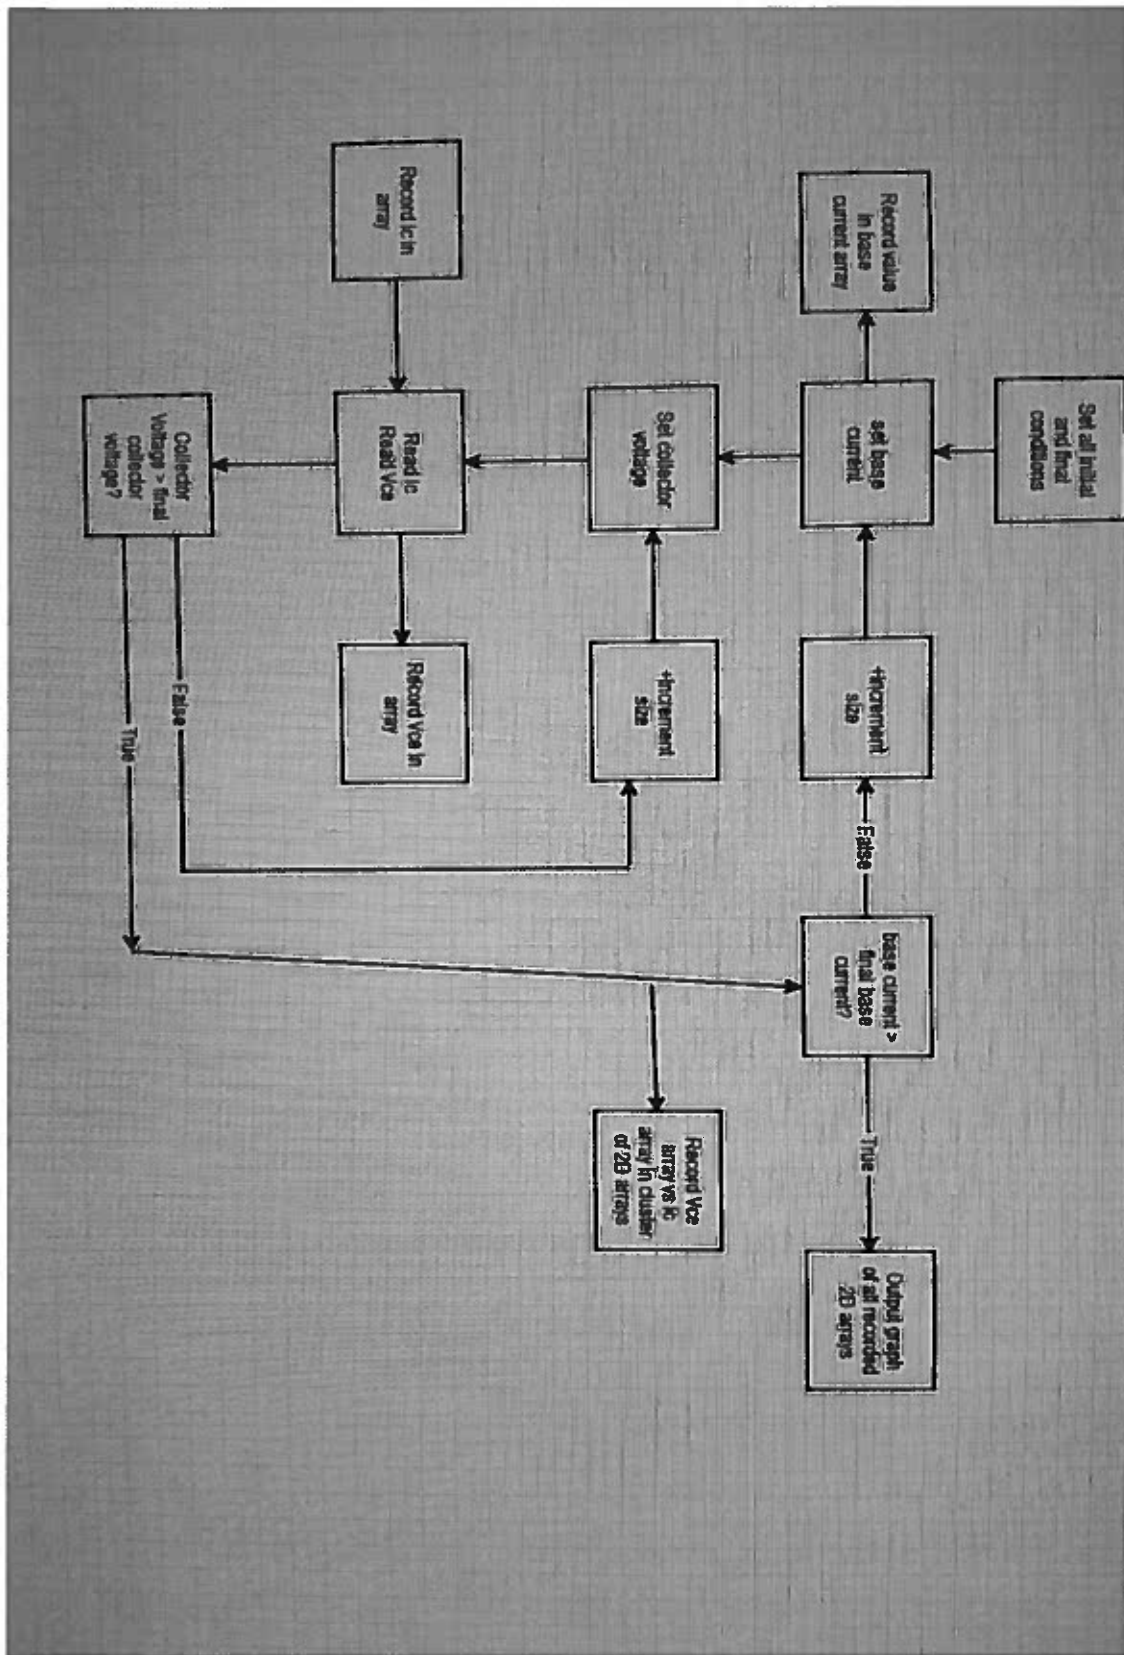 Set all initial
and final
conditions
Record value
in base
current array
set base
current
+increment
size
False
base current >
final base
current?
True
Output graph
of all recorded
2D arrays
Set collector
voltage
+increment
size
Record Vce
array vs Ic
array in cluster
of 2D arrays
Record Ic in
array
Read Ic
Read Vce
Record Vce in
array
Collector
Voltage > final
collector
voltage?
False
True